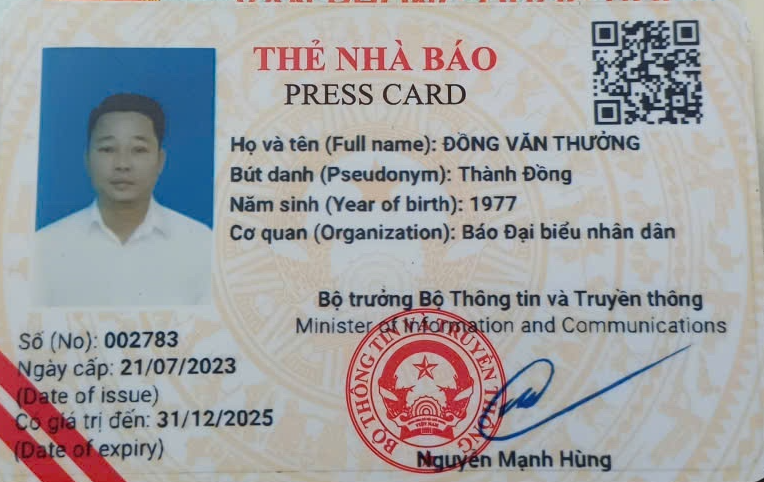 THẺ NHÀ BÁO
PRESS CARD
Họ và tên (Full name): ĐỒNG VĂN THƯỞNG
Bút danh (Pseudonym): Thành Đồng
Năm sinh (Year of birth): 1977
Cơ quan (Organization): Báo Đại biểu nhân dân
Bộ trưởng Bộ Thông tin và Truyền thông
Minister of Information and Communications
Số (No): 002783
Ngày cấp: 21/07/2023
(Date of issue)
Có giá trị đến: 31/12/2025
(Date of expiry)
BỘ THÔNG TIN VÀ TRUYỀN THÔNG
VIỆT NAM
Nguyễn Mạnh Hùng